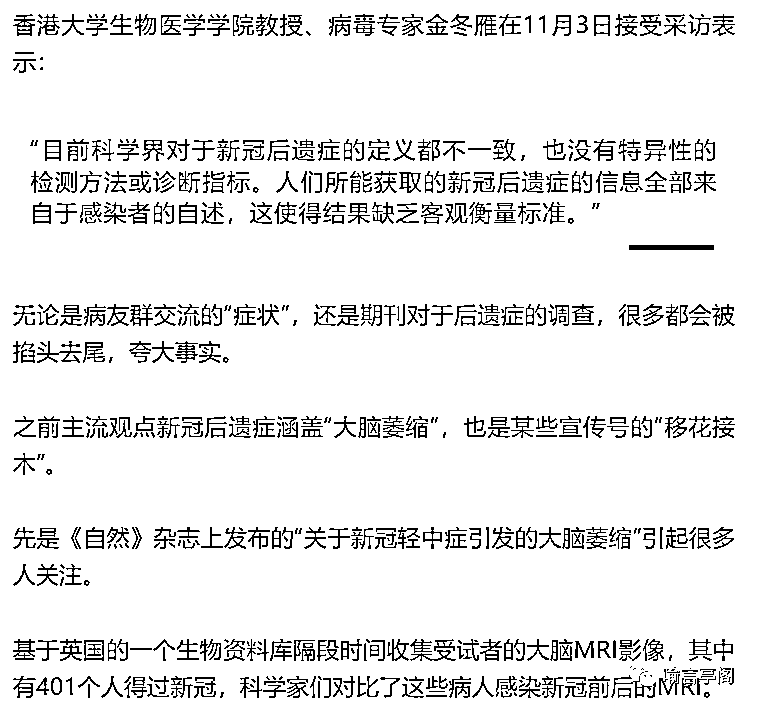 香港大学生物医学学院教授、病毒专家金冬雁在11月3日接受采访表
示：
“目前科学界对于新冠后遗症的定义都不一致，也没有特异性的
检测方法或诊断指标。人们所能获取的新冠后遗症的信息全部来
自于感染者的自述，这使得结果缺乏客观衡量标准。”
无论是病友群交流的“症状”，还是期刊对于后遗症的调查，很多都会被
掐头去尾，夸大事实。
之前主流观点新冠后遗症涵盖“大脑萎缩”，也是某些宣传号的“移花接
木”。
先是《自然》杂志上发布的“关于新冠轻中症引发的大脑萎缩”引起很多
人关注。
基于英国的一个生物资料库隔段时间收集受试者的大脑MRI影像，其中
有401个人得过新冠，科学家们对比了这些病人感染新冠前后的MRI。
喻言亭阁